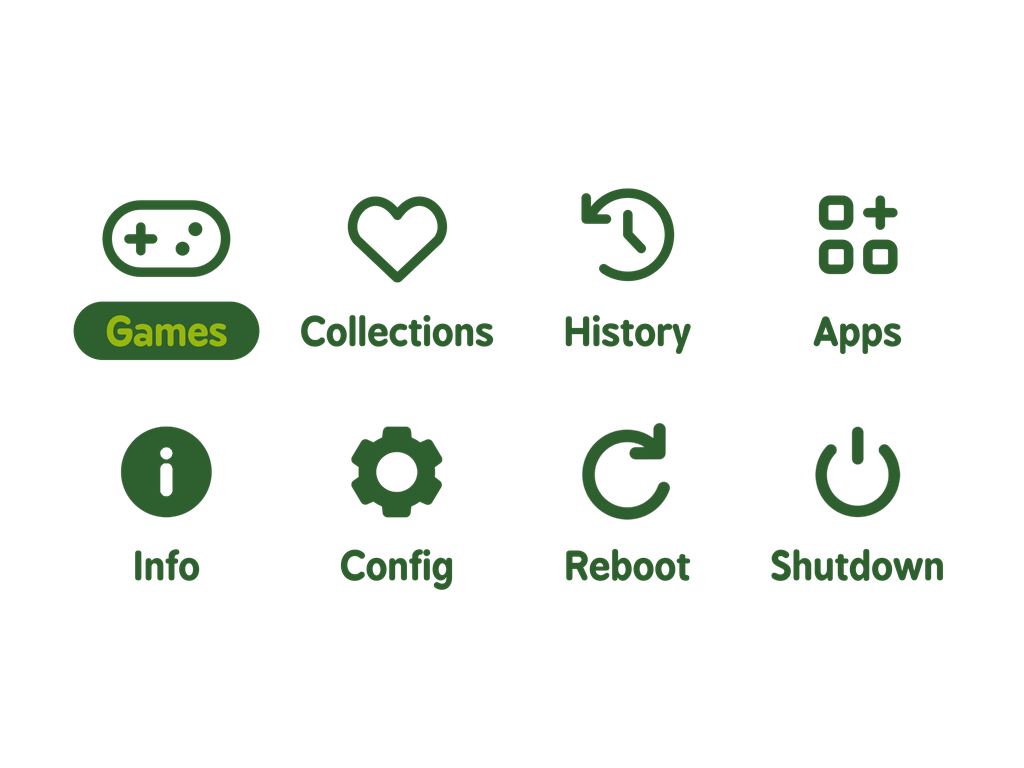 Games
Collections
History
Apps
Info
Config
Reboot
Shutdown